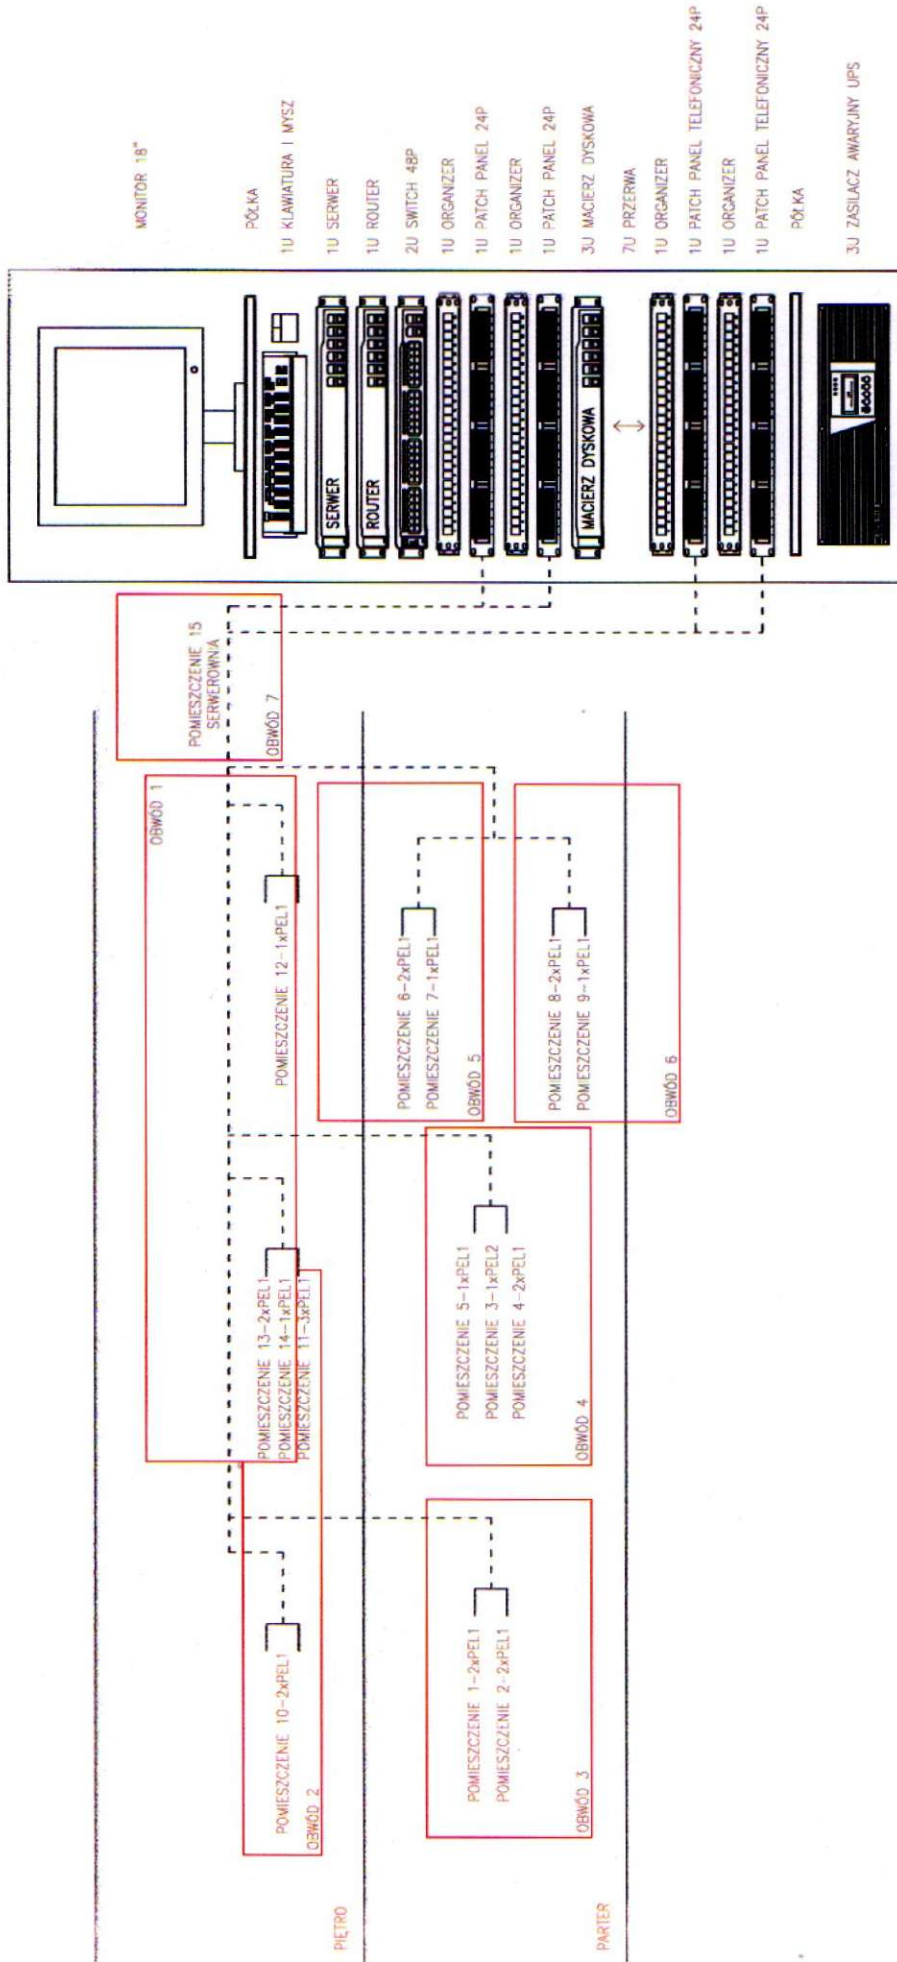 MONITOR 18"
PÓŁKA
1U KLAWIATURA I MYSZ
1U SERWER
1U ROUTER
2U SWITCH 48P
1U ORGANIZER
1U PATCH PANEL 24P
1U ORGANIZER
1U PATCH PANEL 24P
3U MACIERZ DYSKOWA
7U PRZERWA
1U ORGANIZER
1U PATCH PANEL TELEFONICZNY 24P
1U ORGANIZER
1U PATCH PANEL TELEFONICZNY 24P
PÓŁKA
3U ZASILACZ AWARYJNY UPS
SERWER
ROUTER
MACIERZ DYSKOWA
POMIESZCZENIE 15
SERWEROWNIA
OBWÓD 7
OBWÓD 1
POMIESZCZENIE 12-1xPEL1
POMIESZCZENIE 13-2xPEL1
POMIESZCZENIE 14-1xPEL1
POMIESZCZENIE 11-3xPEL1
POMIESZCZENIE 10-2xPEL1
OBWÓD 2
PIĘTRO
POMIESZCZENIE 6-2xPEL1
POMIESZCZENIE 7-1xPEL1
OBWÓD 5
POMIESZCZENIE 8-2xPEL1
POMIESZCZENIE 9-1xPEL1
OBWÓD 6
POMIESZCZENIE 5-1xPEL1
POMIESZCZENIE 3-1xPEL2
POMIESZCZENIE 4-2xPEL1
OBWÓD 4
POMIESZCZENIE 1-2xPEL1
POMIESZCZENIE 2-2xPEL1
OBWÓD 3
PARTER